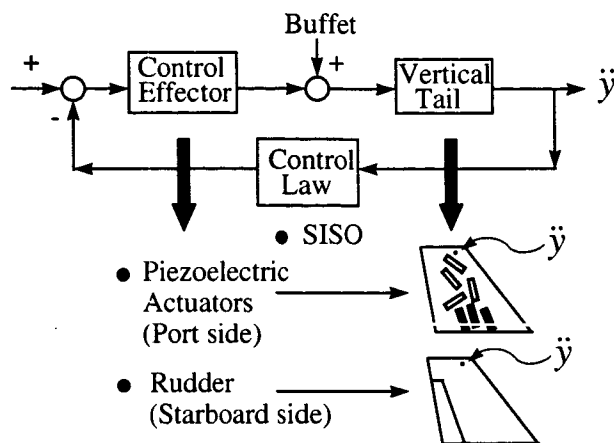 Buffet
+
Control
Effector
+
Vertical
Tail
ÿ
-
Control
Law
● SISO
ÿ
● Piezoelectric
Actuators
(Port side)
ÿ
● Rudder
(Starboard side)